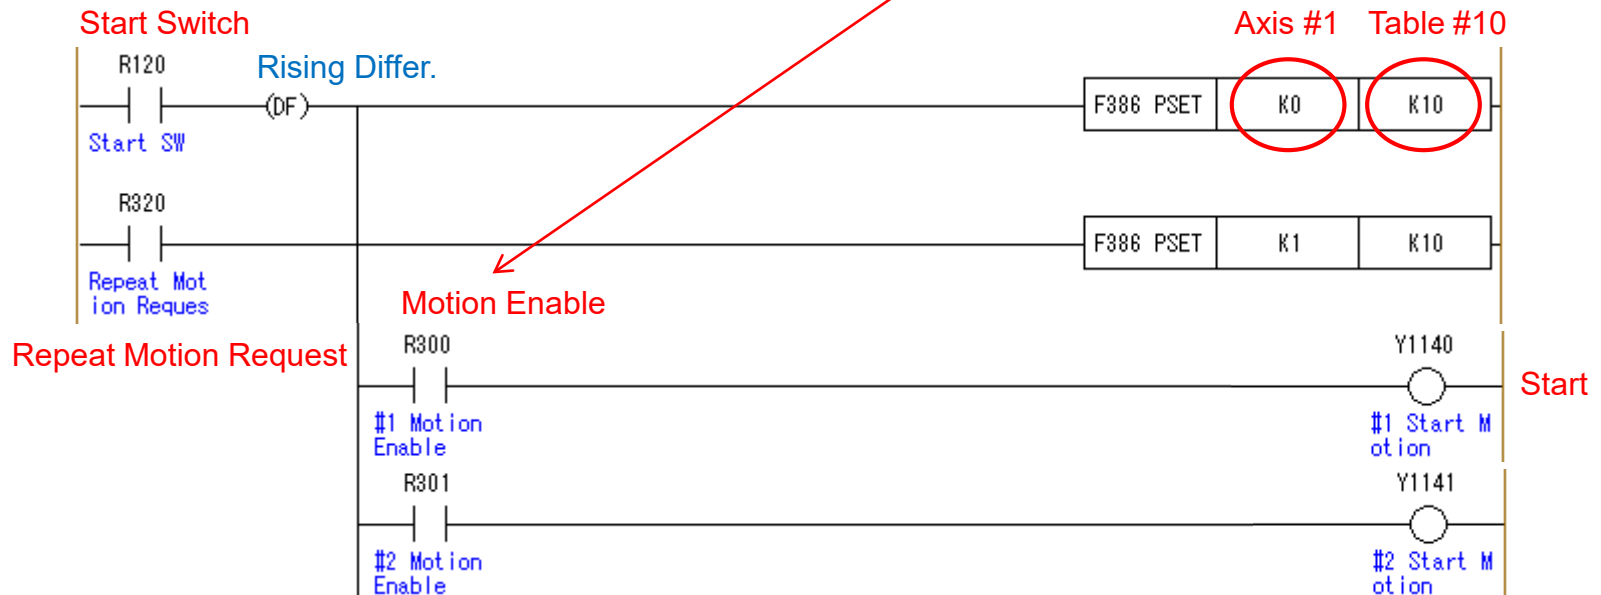 Start Switch
Axis #1 Table #10
R120
Rising Differ.
(DF)
F386 PSET K0 K10
Start SW
R320
F386 PSET K1 K10
Repeat Mot
ion Reques
Motion Enable
Repeat Motion Request
R300
Y1140
Start
#1 Motion
Enable
#1 Start M
otion
R301
Y1141
#2 Motion
Enable
#2 Start M
otion